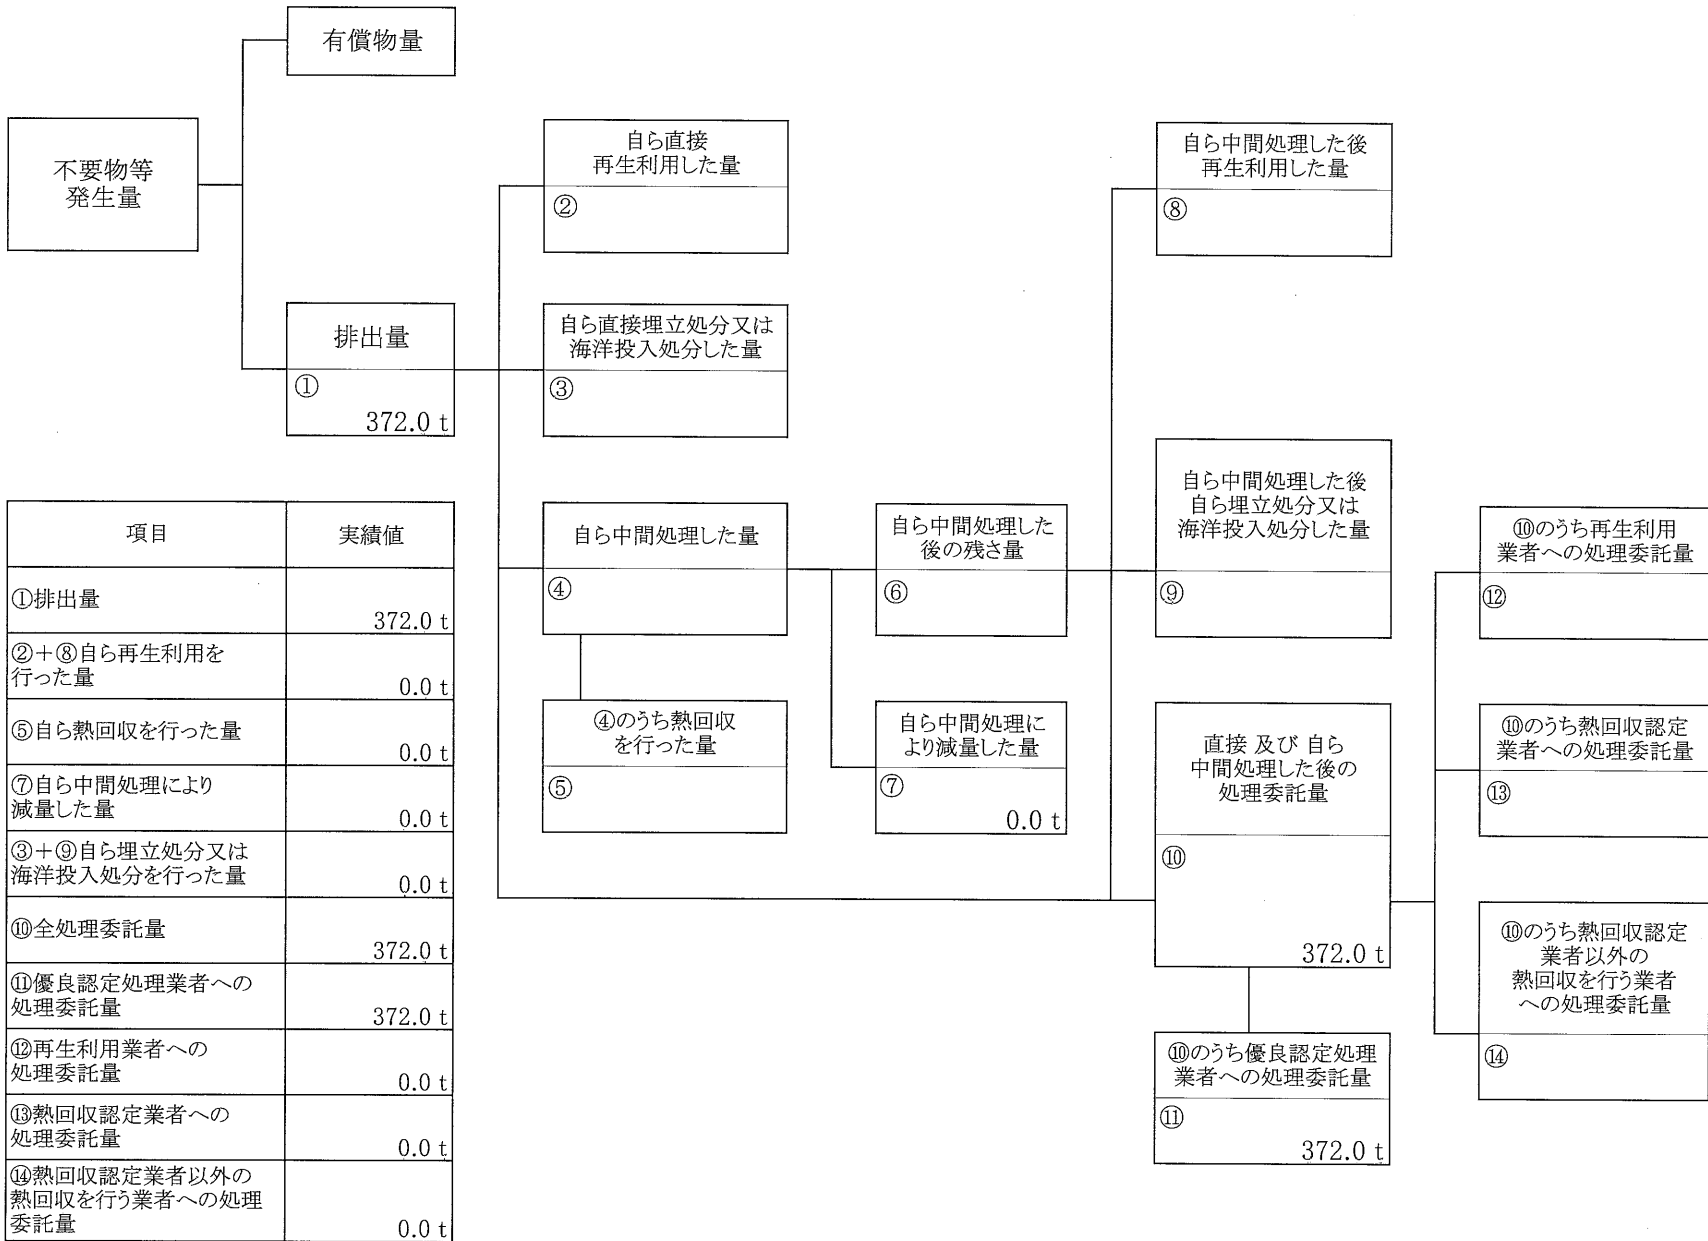 有償物量
不要物等
発生量
排出量
①
372.0 t
自ら直接
再生利用した量
②
自ら直接埋立処分又は
海洋投入処分した量
③
自ら中間処理した量
④
④のうち熱回収
を行った量
⑤
自ら中間処理した
後の残さ量
⑥
自ら中間処理に
より減量した量
⑦
0.0 t
自ら中間処理した後
再生利用した量
⑧
自ら中間処理した後
自ら埋立処分又は
海洋投入処分した量
⑨
直接 及び 自ら
中間処理した後の
処理委託量
⑩
372.0 t
⑩のうち優良認定処理
業者への処理委託量
⑪
372.0 t
⑩のうち再生利用
業者への処理委託量
⑫
⑩のうち熱回収認定
業者への処理委託量
⑬
⑩のうち熱回収認定
業者以外の
熱回収を行う業者
への処理委託量
⑭
項目 実績値
①排出量
372.0 t
②+⑧自ら再生利用を
行った量
0.0 t
⑤自ら熱回収を行った量
0.0 t
⑦自ら中間処理により
減量した量
0.0 t
③+⑨自ら埋立処分又は
海洋投入処分を行った量
0.0 t
⑩全処理委託量
372.0 t
⑪優良認定処理業者への
処理委託量
372.0 t
⑫再生利用業者への
処理委託量
0.0 t
⑬熱回収認定業者への
処理委託量
0.0 t
⑭熱回収認定業者以外の
熱回収を行う業者への処理
委託量
0.0 t